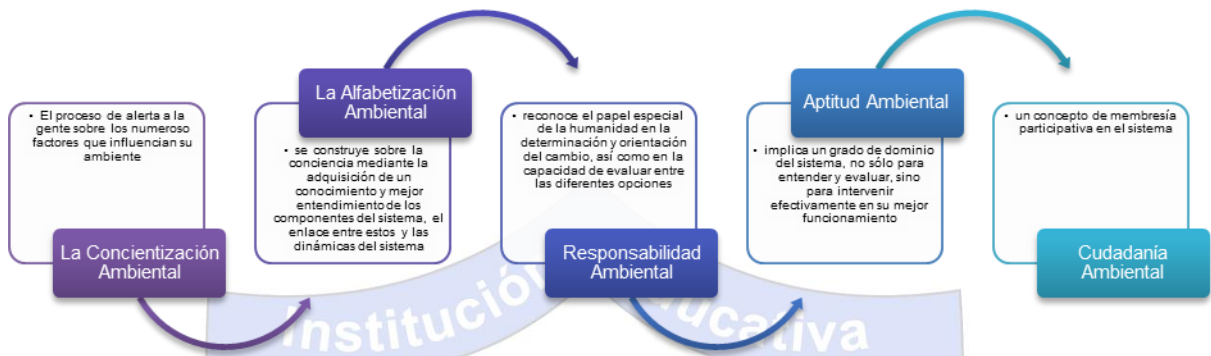 • El proceso de alerta a la
gente sobre los numeroso
factores que influencian su
ambiente
La Concientización
Ambiental
La Alfabetización
Ambiental
• se construye sobre la
conciencia mediante la
adquisición de un
conocimiento y mejor
entendimiento de los
componentes del sistema, el
enlace entre estos y las
dinámicas del sistema
• reconoce el papel especial
de la humanidad en la
determinación y orientación
del cambio, así como en la
capacidad de evaluar entre
las diferentes opciones
Responsabilidad
Ambiental
Aptitud Ambiental
• implica un grado de dominio
del sistema, no sólo para
entender y evaluar, sino
para intervenir
efectivamente en su mejor
funcionamiento
• un concepto de membresía
participativa en el sistema
Cudadanía
Ambiental
Institución Educativa